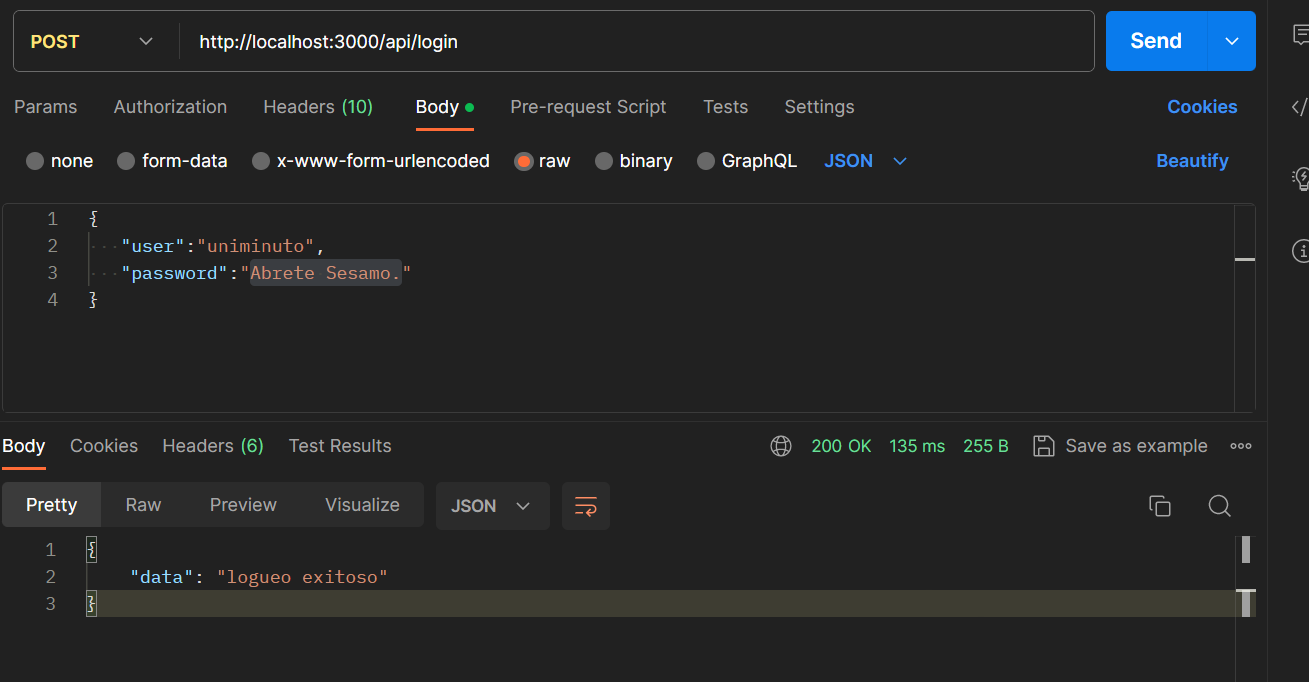 POST http://localhost:3000/api/login Send
Params Authorization Headers (10) Body Pre-request Script Tests Settings Cookies
none form-data x-www-form-urlencoded raw binary GraphQL JSON Beautify
1 {
2 "user":"uniminuto",
3 "password":"Abrete Sesamo."
4 }
Body Cookies Headers (6) Test Results 200 OK 135 ms 255 B Save as example
Pretty Raw Preview Visualize JSON
1 {
2 "data": "logueo exitoso"
3 }